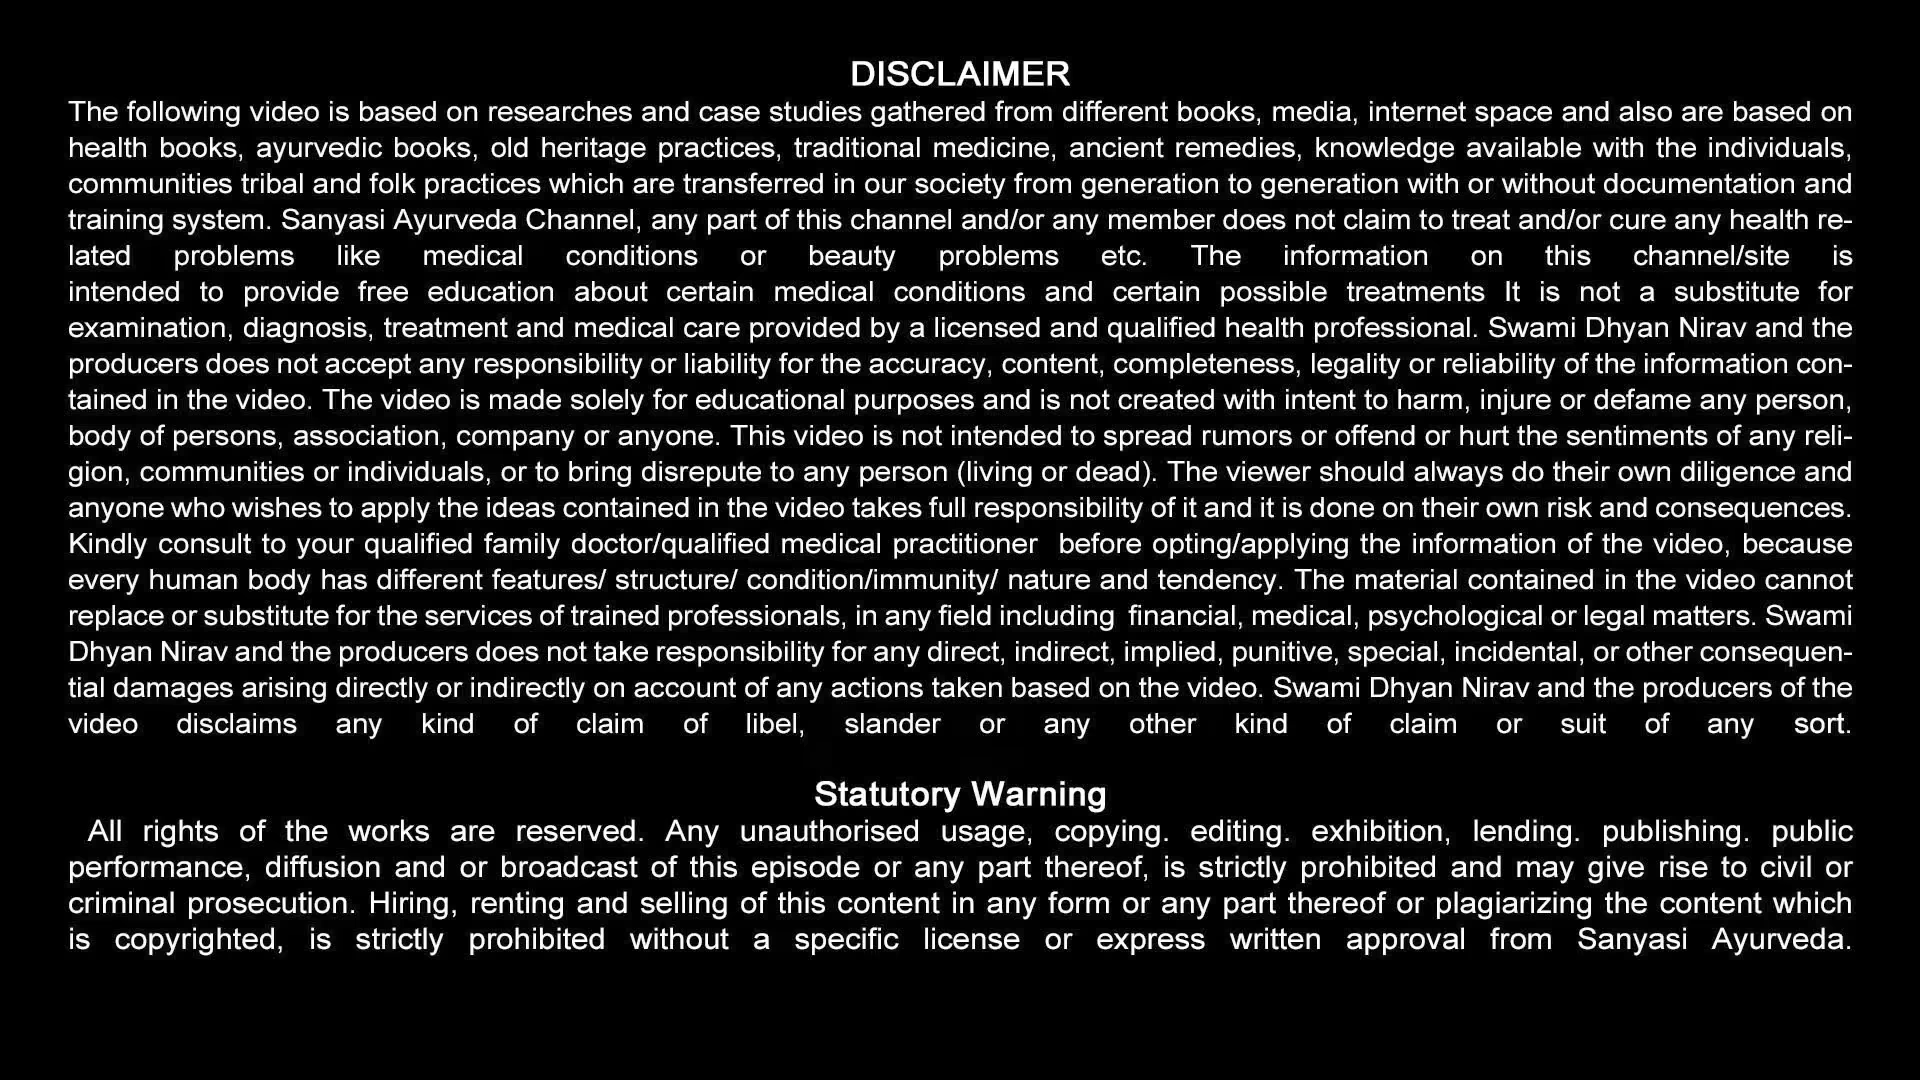 DISCLAIMER
The following video is based on researches and case studies gathered from different books, media, internet space and also are based on
health books, ayurvedic books, old heritage practices, traditional medicine, ancient remedies, knowledge available with the individuals,
communities tribal and folk practices which are transferred in our society from generation to generation with or without documentation and
training system. Sanyasi Ayurveda Channel, any part of this channel and/or any member does not claim to treat and/or cure any health re-
lated problems like medical conditions or beauty problems etc. The information on this channel/site is
intended to provide free education about certain medical conditions and certain possible treatments It is not a substitute for
examination, diagnosis, treatment and medical care provided by a licensed and qualified health professional. Swami Dhyan Nirav and the
producers does not accept any responsibility or liability for the accuracy, content, completeness, legality or reliability of the information con-
tained in the video. The video is made solely for educational purposes and is not created with intent to harm, injure or defame any person,
body of persons, association, company or anyone. This video is not intended to spread rumors or offend or hurt the sentiments of any reli-
gion, communities or individuals, or to bring disrepute to any person (living or dead). The viewer should always do their own diligence and
anyone who wishes to apply the ideas contained in the video takes full responsibility of it and it is done on their own risk and consequences.
Kindly consult to your qualified family doctor/qualified medical practitioner before opting/applying the information of the video, because
every human body has different features/ structure/ condition/immunity/ nature and tendency. The material contained in the video cannot
replace or substitute for the services of trained professionals, in any field including financial, medical, psychological or legal matters. Swami
Dhyan Nirav and the producers does not take responsibility for any direct, indirect, implied, punitive, special, incidental, or other consequen-
tial damages arising directly or indirectly on account of any actions taken based on the video. Swami Dhyan Nirav and the producers of the
video disclaims any kind of claim of libel, slander or any other kind of claim or suit of any sort.
Statutory Warning
All rights of the works are reserved. Any unauthorised usage, copying. editing. exhibition, lending. publishing. public
performance, diffusion and or broadcast of this episode or any part thereof, is strictly prohibited and may give rise to civil or
criminal prosecution. Hiring, renting and selling of this content in any form or any part thereof or plagiarizing the content which
is copyrighted, is strictly prohibited without a specific license or express written approval from Sanyasi Ayurveda.